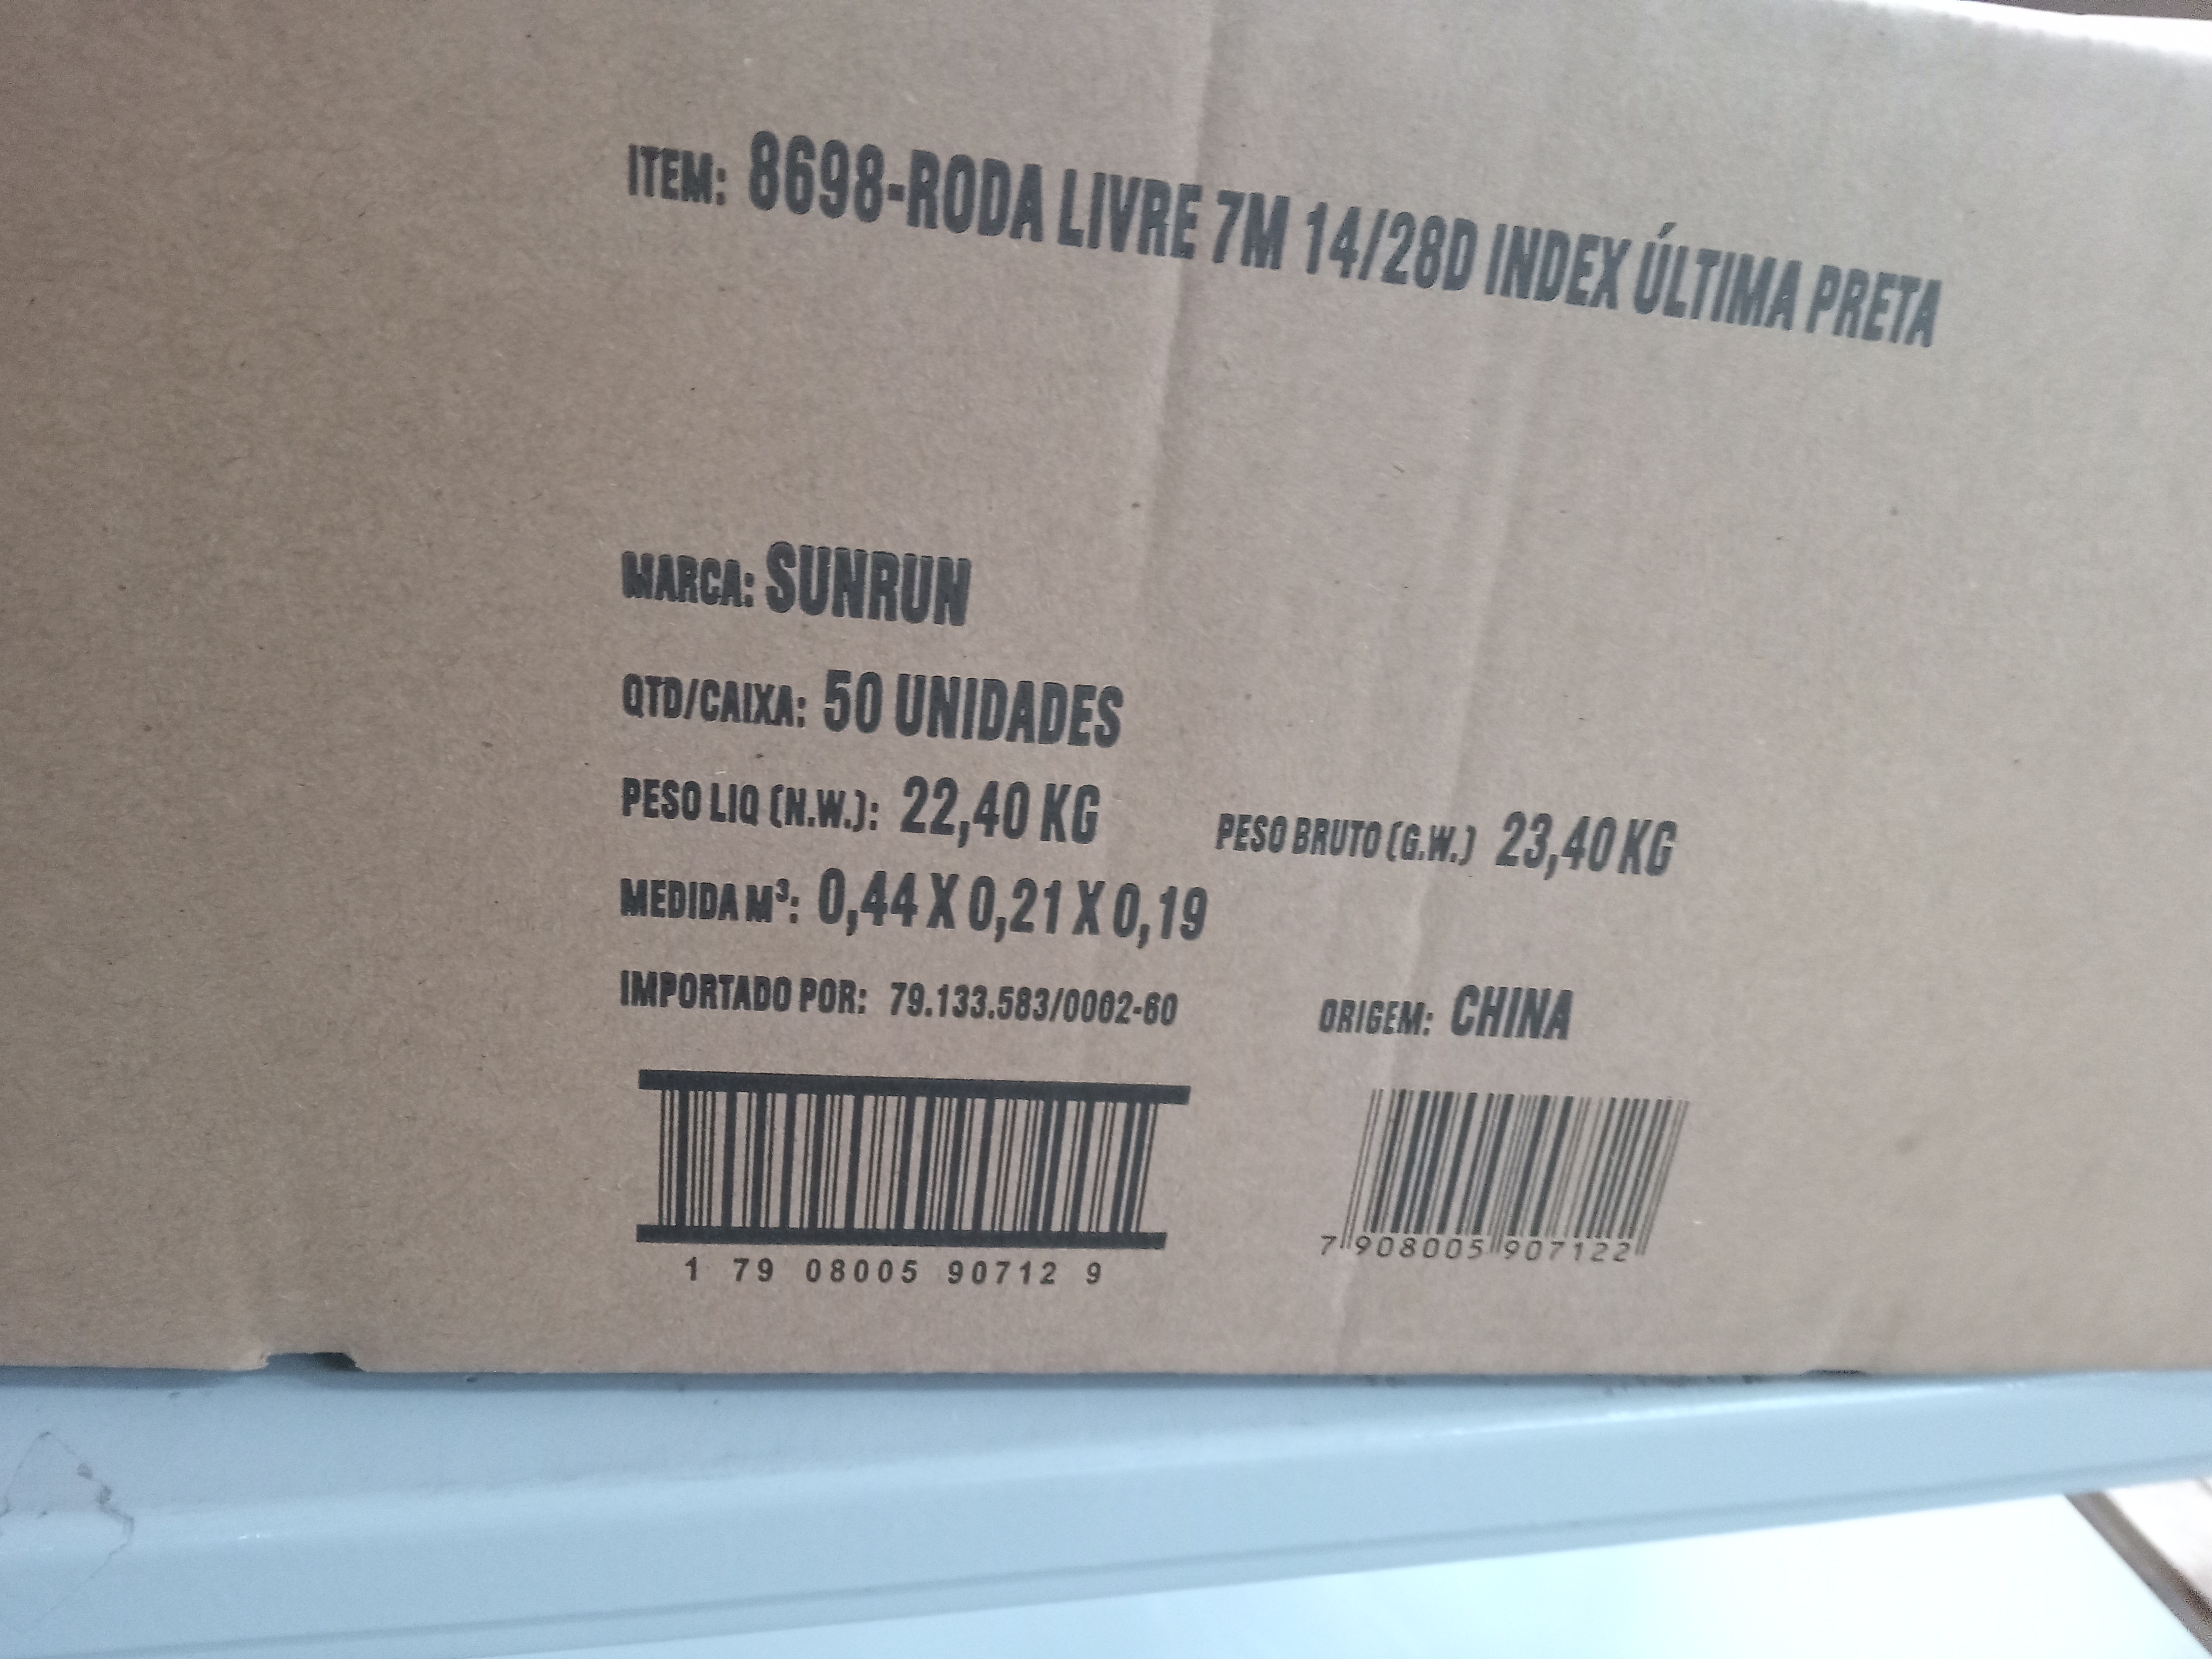 ITEM: 8698-RODA LIVRE 7M 14/28D INDEX ÚLTIMA PRETA
MARCA: SUNRUN
QTD/CAIXA: 50 UNIDADES
PESO LIQ (N.W.): 22,40 KG PESO BRUTO (G.W.) 23,40 KG
MEDIDA M³: 0,44 X 0,21 X 0,19
IMPORTADO POR: 79.133.583/0002-60 ORIGEM: CHINA
1 79 08005 90712 9 7 908005 907122